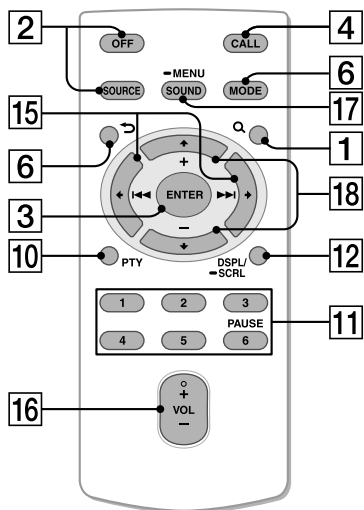 2
4
OFF
CALL
6
-MENU
SOURCE
SOUND
MODE
15
17
6
+
1
ENTER
3
18
-
10
PTY
DSPL/
-SCRL
12
1
2
3
11
PAUSE
4
5
6
16
+
VOL
-